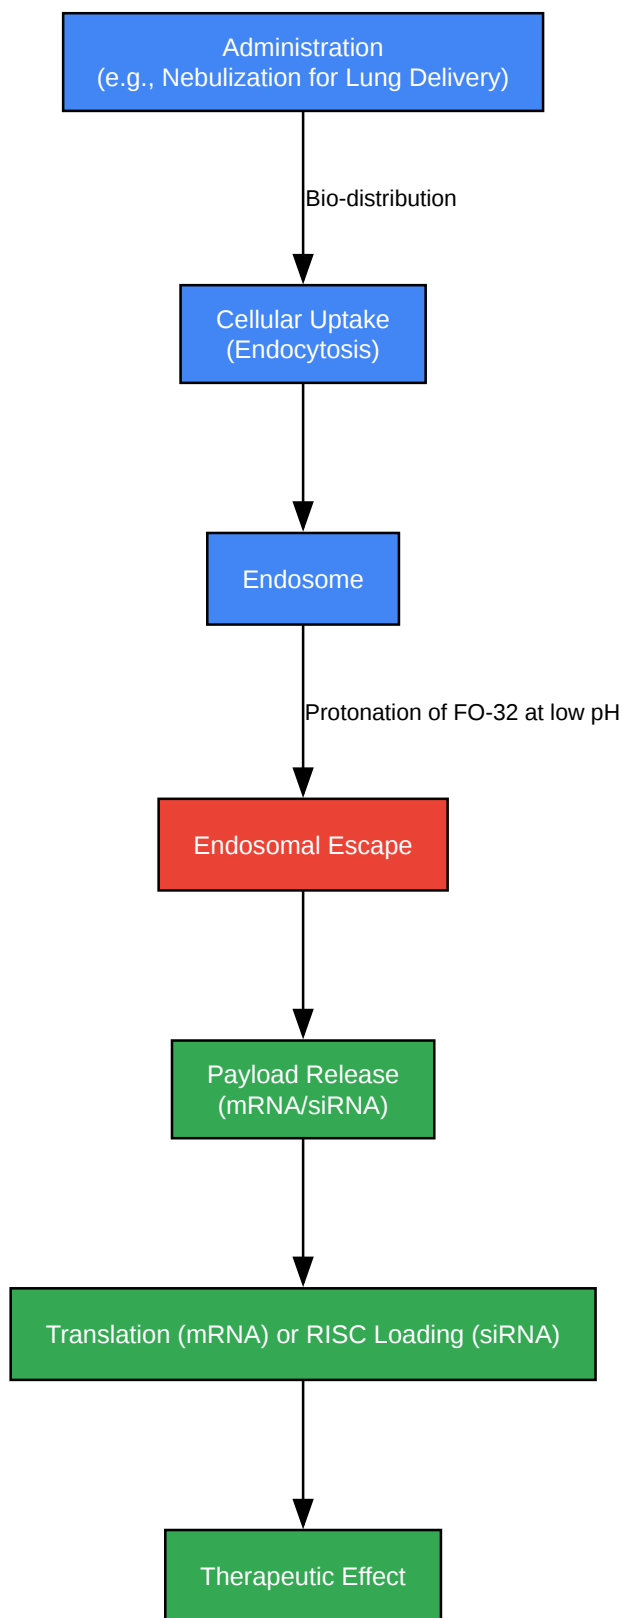 Administration
(e.g., Nebulization for Lung Delivery)
Bio-distribution
Cellular Uptake
(Endocytosis)
Endosome
Protonation of FO-32 at low pH
Endosomal Escape
Payload Release
(mRNA/siRNA)
Translation (mRNA) or RISC Loading (siRNA)
Therapeutic Effect